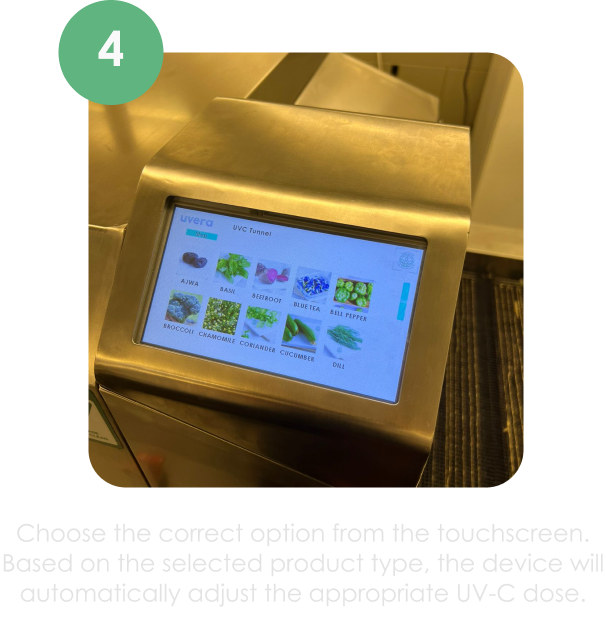 4
uvera
UVC Tunnel
AJWA
BASIL
BEETROOT
BLUE TEA
BELL PEPPER
BROCCOLI
CHAMOMILE
CORIANDER
CUCUMBER
DILL
Choose the correct option from the touchscreen.
Based on the selected product type, the device will
automatically adjust the appropriate UV-C dose.